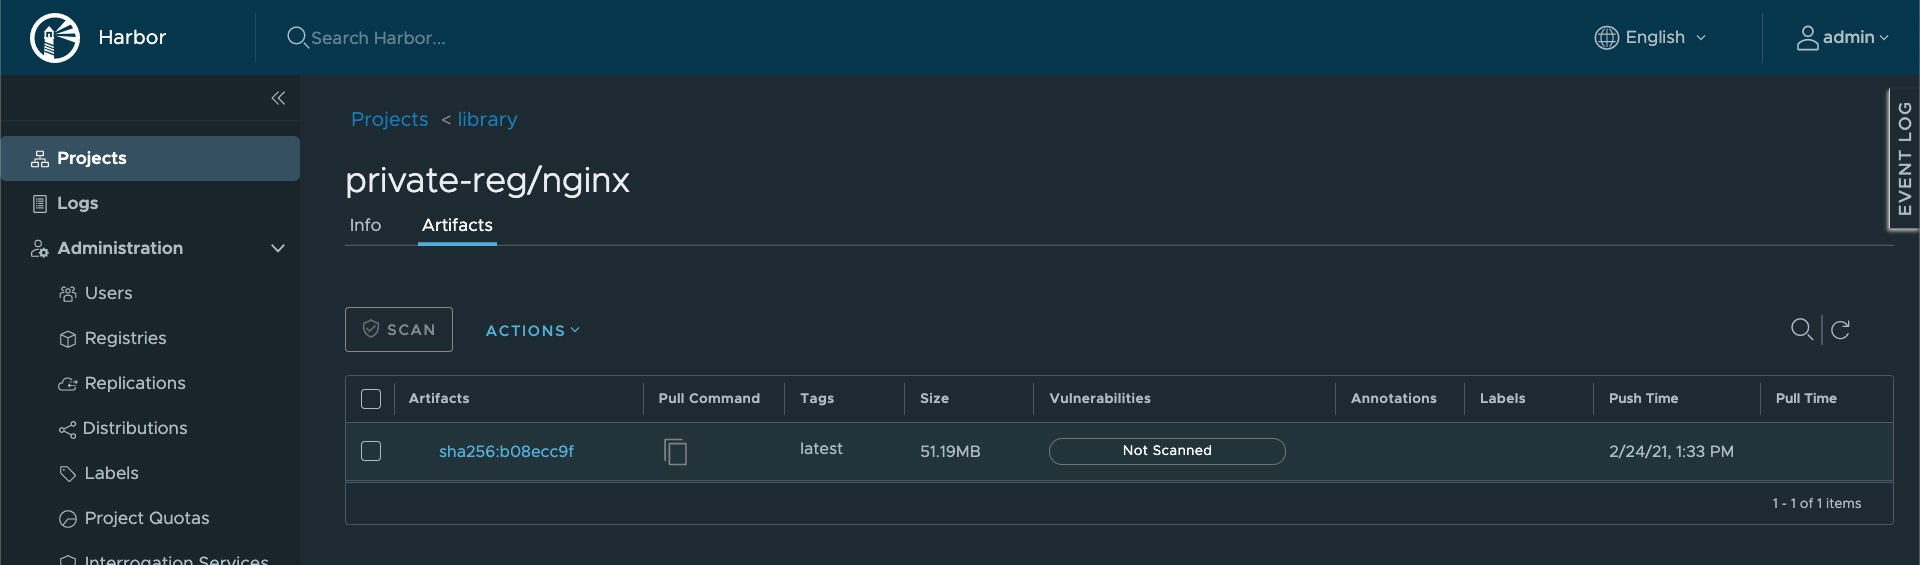 Harbor
Search Harbor...
English
admin
EVENT LOG
Projects
Logs
Administration
Users
Registries
Replications
Distributions
Labels
Project Quotas
Interrogation Services
Projects < library
private-reg/nginx
Info Artifacts
SCAN ACTIONS
Artifacts Pull Command Tags Size Vulnerabilities Annotations Labels Push Time Pull Time
sha256:b08ecc9f latest 51.19MB Not Scanned 2/24/21, 1:33 PM
1 - 1 of 1 items